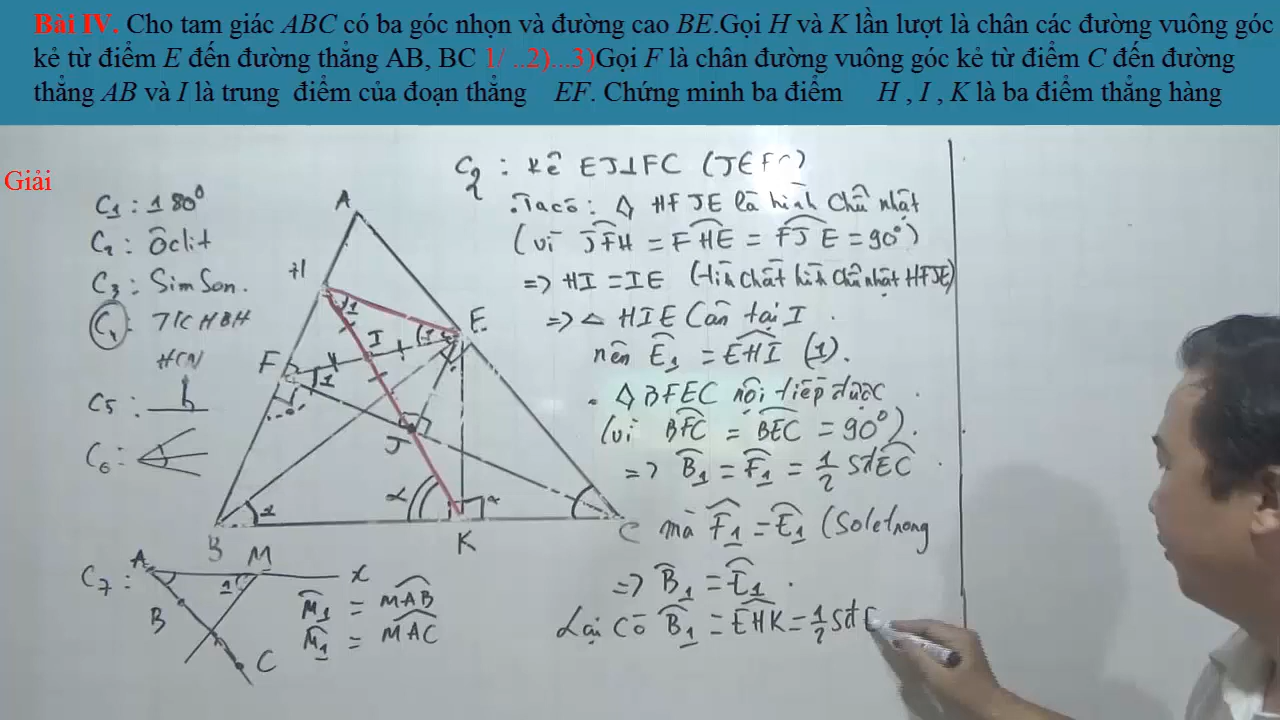 Bài IV. Cho tam giác ABC có ba góc nhọn và đường cao BE.Gọi H và K lần lượt là chân các đường vuông góc
kẻ từ điểm E đến đường thẳng AB, BC 1/ ..2)...3)Gọi F là chân đường vuông góc kẻ từ điểm C đến đường
thẳng AB và I là trung điểm của đoạn thẳng EF. Chứng minh ba điểm H , I , K là ba điểm thẳng hàng
Giải
C1 : 180°
C2 : Ơclit
C3 : SimSon.
C4 T/C HBH
HCN
C5 :
C6 :
C7 :
A
H
E
I
1
1
F
1
J
α
1
B
K
C
A
M
x
1
B
C
M̂1 = MAB
M̂1 = MAC
C2 : Kẻ EJ⊥FC (J∈FC)
.Ta có : ◊ HFJE là hình chữ nhật
(vì JFH = FHE = FJE = 90°)
=> HI = IE (tính chất hình chữ nhật HFJE)
=> △ HIE Cân tại I .
nên Ê1 = EHI (1).
. ◊ BFEC nội tiếp được
(vì BFC = BEC = 90°).
=> B̂1 = F̂1 = 1/2 sđ EC .
mà F̂1 = Ê1 (Sole trong
=> B̂1 = Ê1 .
Lại có B̂1 = EHK = 1/2 sđ